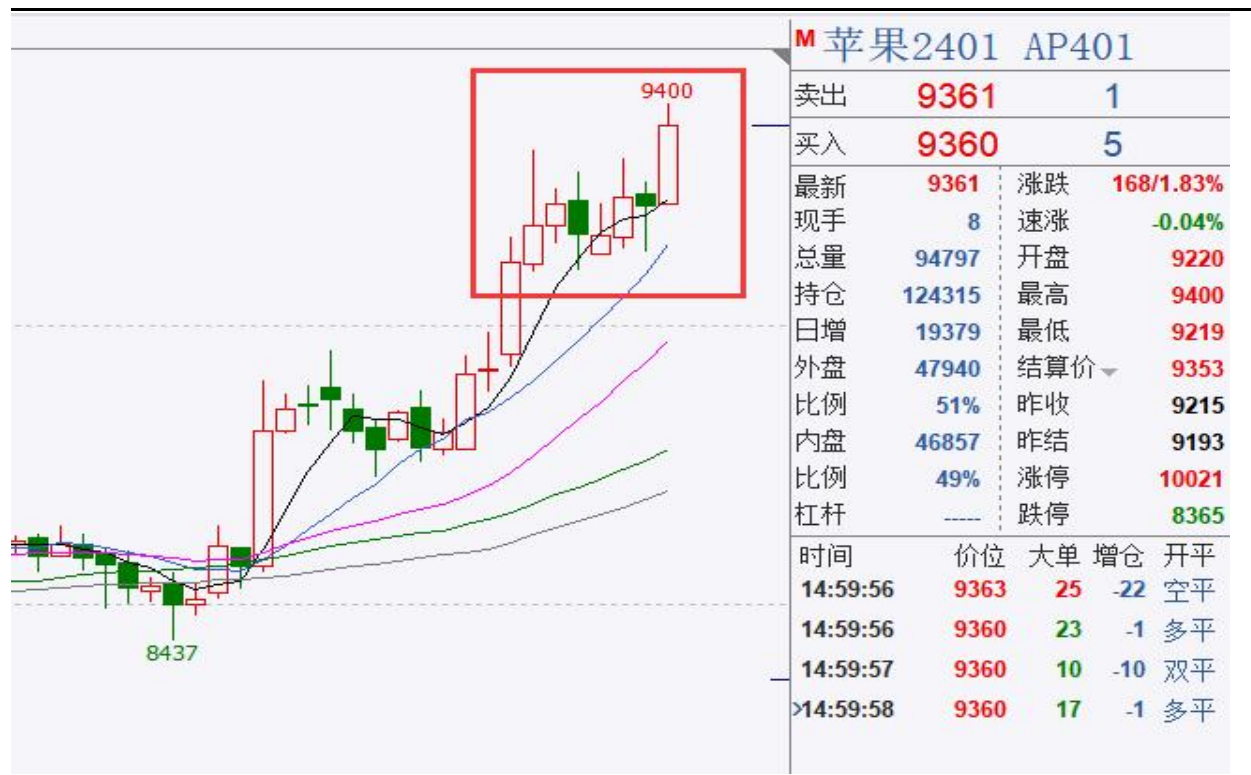 M 苹果2401 AP401
9400
卖出 9361 1
买入 9360 5
最新 9361 涨跌 168/1.83%
现手 8 速涨 -0.04%
总量 94797 开盘 9220
持仓 124315 最高 9400
日增 19379 最低 9219
外盘 47940 结算价 9353
比例 51% 昨收 9215
内盘 46857 昨结 9193
比例 49% 涨停 10021
杠杆 ----- 跌停 8365
时间 价位 大单 增仓 开平
14:59:56 9363 25 -22 空平
14:59:56 9360 23 -1 多平
8437
14:59:57 9360 10 -10 双平
>14:59:58 9360 17 -1 多平